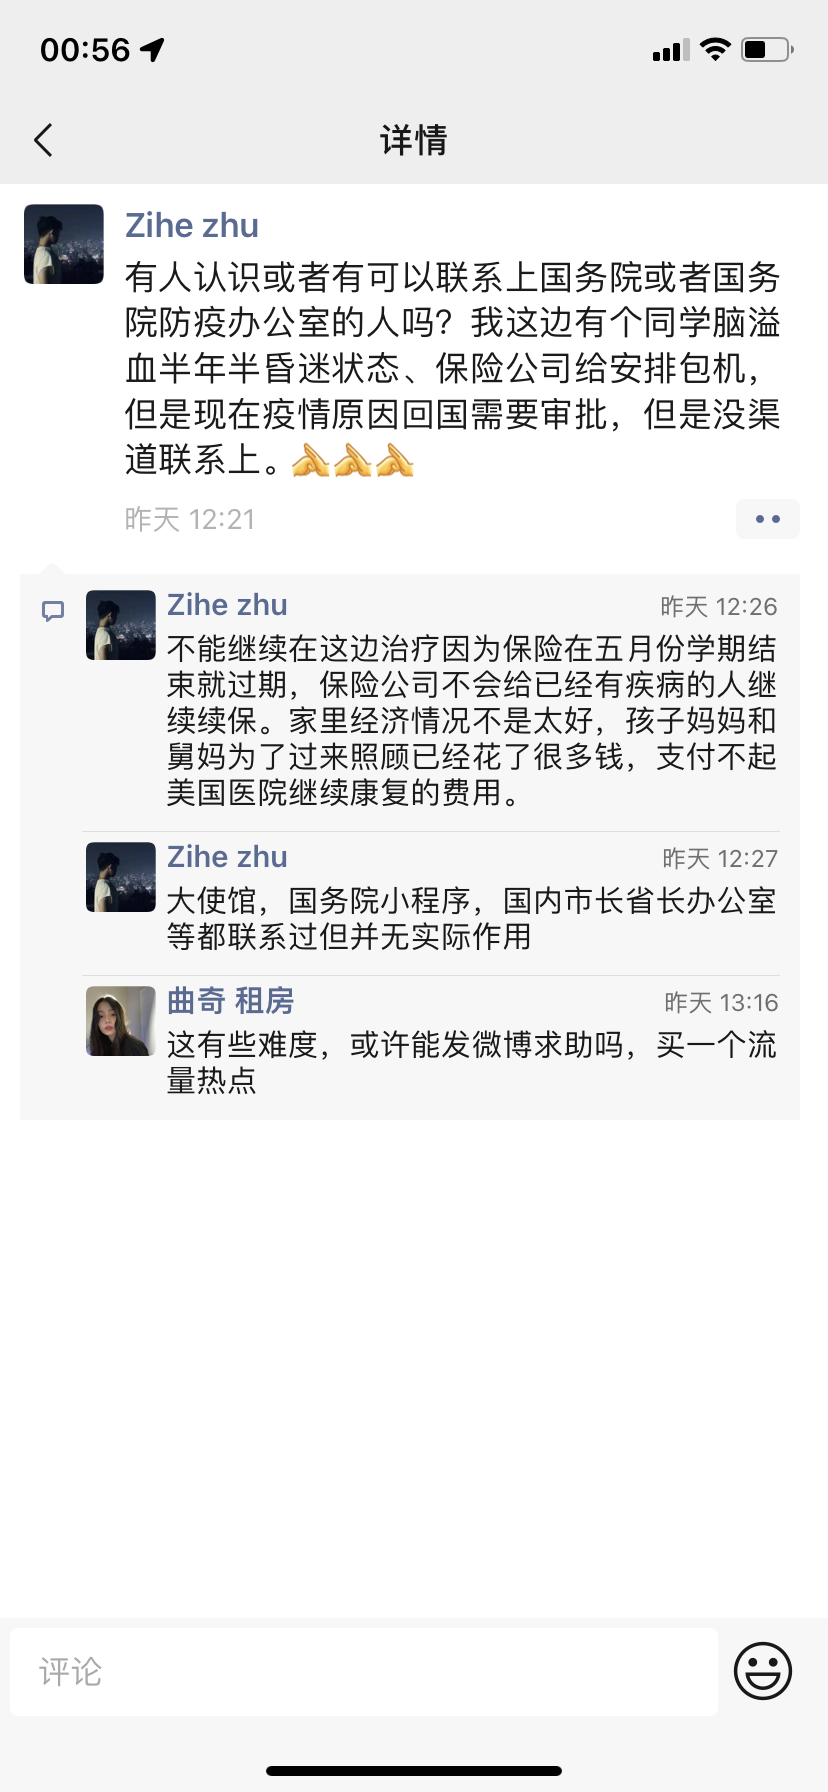 00:56
详情
Zihe zhu
有人认识或者有可以联系上国务院或者国务
院防疫办公室的人吗？我这边有个同学脑溢
血半年半昏迷状态、保险公司给安排包机，
但是现在疫情原因回国需要审批，但是没渠
道联系上。🙏🙏🙏
昨天 12:21
Zihe zhu
昨天 12:26
不能继续在这边治疗因为保险在五月份学期结
束就过期，保险公司不会给已经有疾病的人继
续续保。家里经济情况不是太好，孩子妈妈和
舅妈为了过来照顾已经花了很多钱，支付不起
美国医院继续康复的费用。
Zihe zhu
昨天 12:27
大使馆，国务院小程序，国内市长省长办公室
等都联系过但并无实际作用
曲奇 租房
昨天 13:16
这有些难度，或许能发微博求助吗，买一个流
量热点
评论